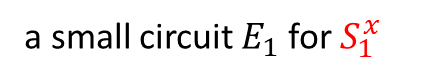 a small circuit E₁ for S₁ˣ